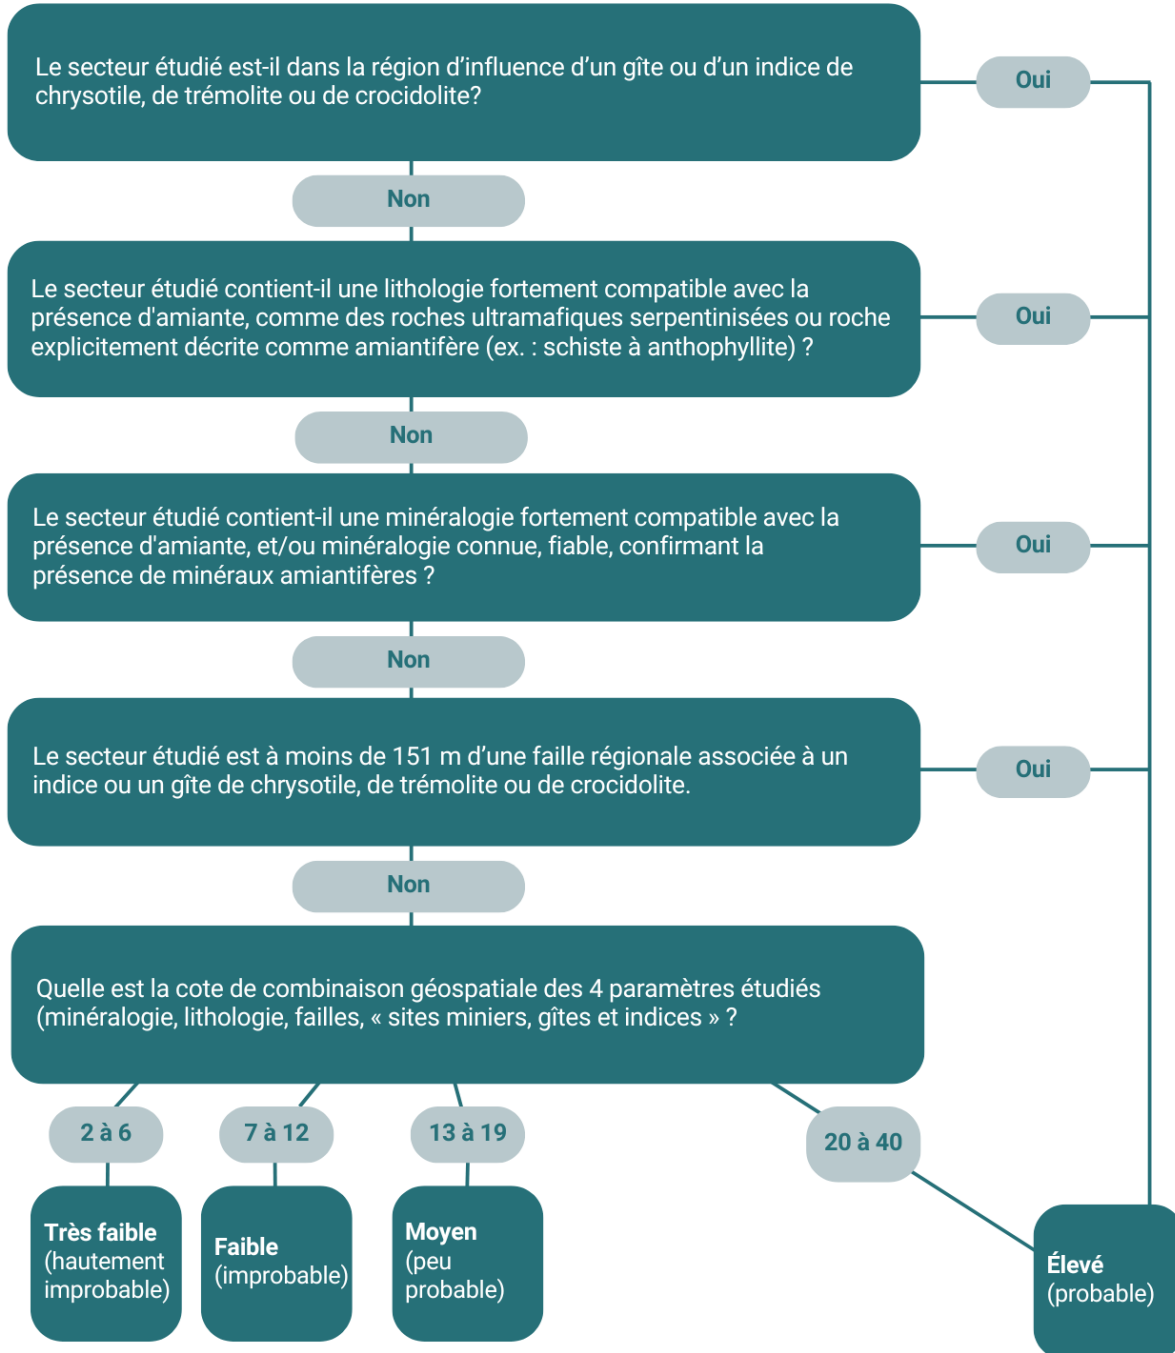 Le secteur étudié est-il dans la région d'influence d'un gîte ou d'un indice de
chrysotile, de trémolite ou de crocidolite?
Oui
Non
Le secteur étudié contient-il une lithologie fortement compatible avec la
présence d'amiante, comme des roches ultramafiques serpentinisées ou roche
explicitement décrite comme amiantifère (ex. : schiste à anthophyllite) ?
Oui
Non
Le secteur étudié contient-il une minéralogie fortement compatible avec la
présence d'amiante, et/ou minéralogie connue, fiable, confirmant la
présence de minéraux amiantifères ?
Oui
Non
Le secteur étudié est à moins de 151 m d'une faille régionale associée à un
indice ou un gîte de chrysotile, de trémolite ou de crocidolite.
Oui
Non
Quelle est la cote de combinaison géospatiale des 4 paramètres étudiés
(minéralogie, lithologie, failles, « sites miniers, gîtes et indices » ?
2 à 6
7 à 12
13 à 19
20 à 40
Très faible
(hautement
improbable)
Faible
(improbable)
Moyen
(peu
probable)
Élevé
(probable)